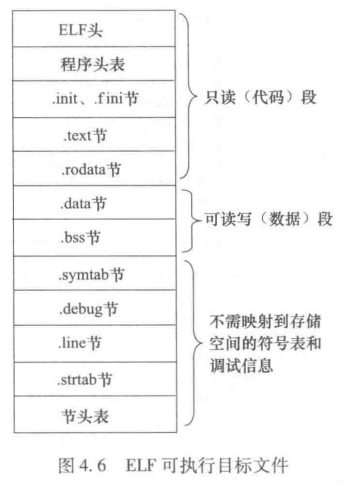 ELF头
程序头表
.init、.fini节
.text节
.rodata节
只读（代码）段
.data节
.bss节
可读写（数据）段
.symtab节
.debug节
.line节
.strtab节
节头表
不需映射到存储
空间的符号表和
调试信息
图4.6 ELF可执行目标文件